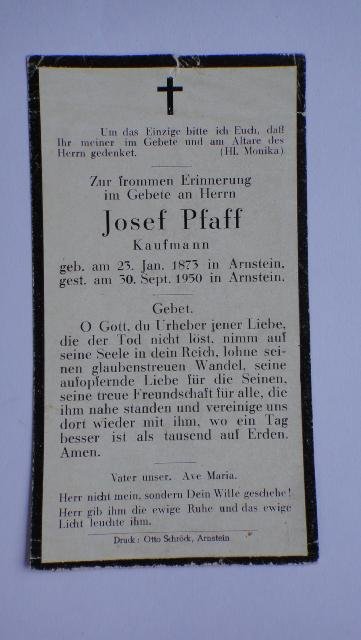 Um das Einzige bitte ich Euch, daß
Ihr meiner im Gebete und am Altare des
Herrn gedenket. (Hl. Monika)
Zur frommen Erinnerung
im Gebete an Herrn
Josef Pfaff
Kaufmann
geb. am 23. Jan. 1873 in Arnstein,
gest. am 30. Sept. 1950 in Arnstein.
Gebet.
O Gott, du Urheber jener Liebe,
die der Tod nicht löst, nimm auf
seine Seele in dein Reich, lohne sei-
nen glaubenstreuen Wandel, seine
aufopfernde Liebe für die Seinen,
seine treue Freundschaft für alle, die
ihm nahe standen und vereinige uns
dort wieder mit ihm, wo ein Tag
besser ist als tausend auf Erden.
Amen.
Vater unser. Ave Maria.
Herr nicht mein, sondern Dein Wille geschehe!
Herr gib ihm die ewige Ruhe und das ewige
Licht leuchte ihm.
Druck: Otto Schröck, Arnstein